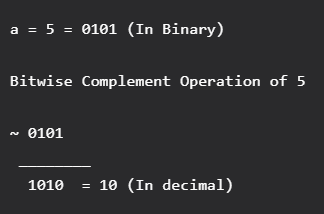 a = 5 = 0101 (In Binary)
Bitwise Complement Operation of 5
~ 0101
________
1010  = 10 (In decimal)